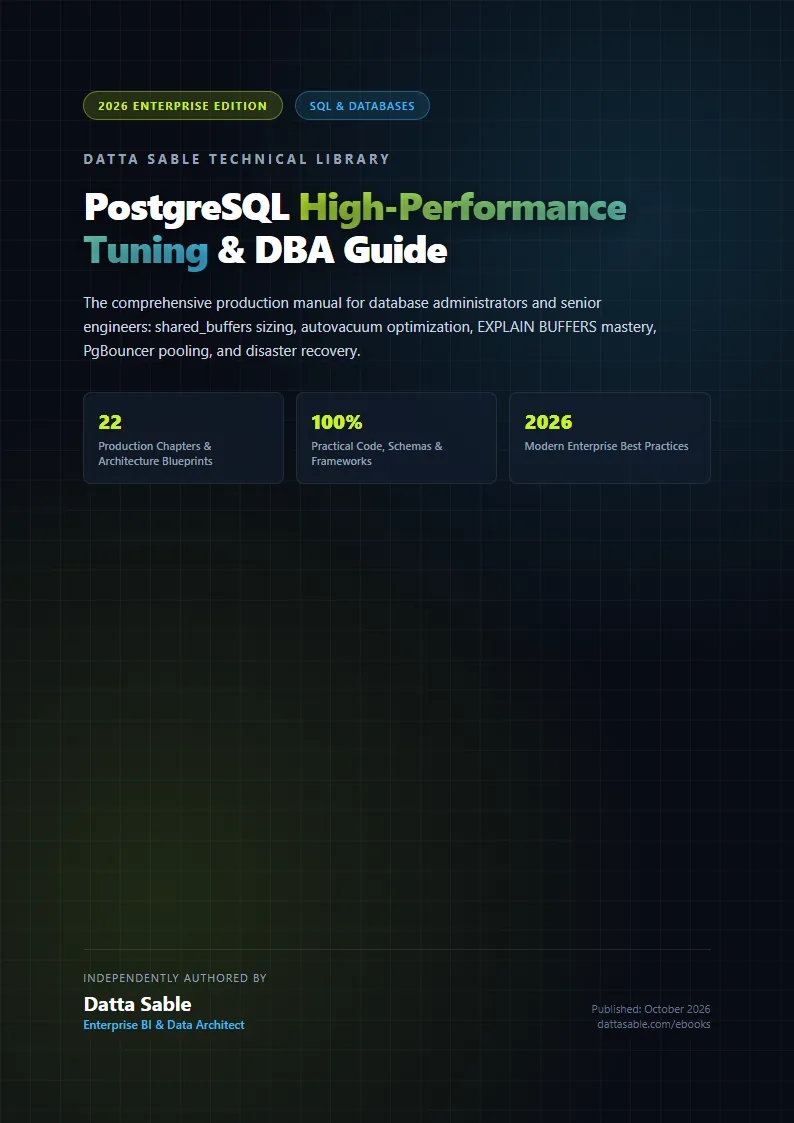 2026 ENTERPRISE EDITION
SQL & DATABASES
DATTA SABLE TECHNICAL LIBRARY
PostgreSQL High-Performance
Tuning & DBA Guide
The comprehensive production manual for database administrators and senior
engineers: shared_buffers sizing, autovacuum optimization, EXPLAIN BUFFERS mastery,
PgBouncer pooling, and disaster recovery.
22
Production Chapters &
Architecture Blueprints
100%
Practical Code, Schemas &
Frameworks
2026
Modern Enterprise Best Practices
INDEPENDENTLY AUTHORED BY
Datta Sable
Enterprise BI & Data Architect
Published: October 2026
dattasable.com/ebooks